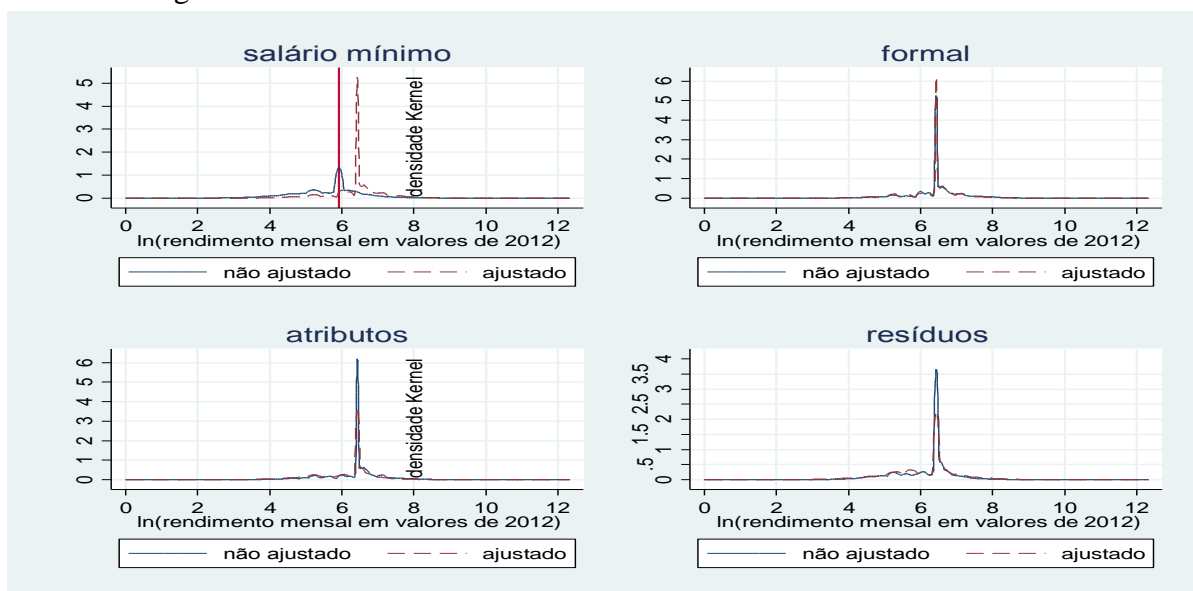 salário mínimo
5
4
3
2
1
0
densidade Kernel
0 2 4 6 8 10 12
ln(rendimento mensal em valores de 2012)
não ajustado ajustado
formal
6
5
4
3
2
1
0
0 2 4 6 8 10 12
ln(rendimento mensal em valores de 2012)
não ajustado ajustado
atributos
6
5
4
3
2
1
0
densidade Kernel
0 2 4 6 8 10 12
ln(rendimento mensal em valores de 2012)
não ajustado ajustado
resíduos
4
3.5
3
2.5
2
1.5
1
.5
0
0 2 4 6 8 10 12
ln(rendimento mensal em valores de 2012)
não ajustado ajustado